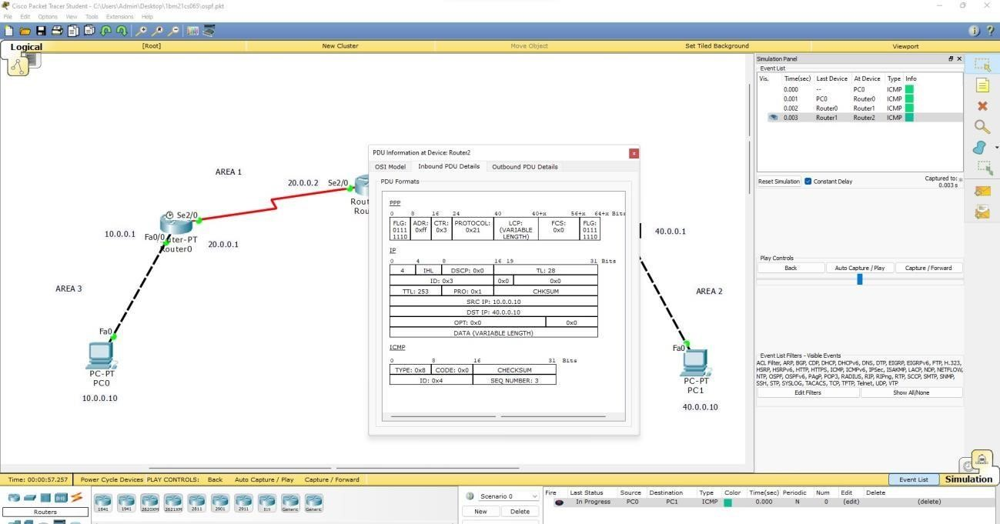 Cisco Packet Tracer Student - C:\Users\Admin\Desktop\1bm21cs065\ospf.pkt
File Edit Options View Tools Extensions Help
Logical [Root] New Cluster Move Object Set Tiled Background Viewport
AREA 1
20.0.0.2 Se2/0
Rout
Rou
Se2/0
10.0.0.1 Fa0/0
uter-PT
Router0
20.0.0.1
AREA 3
Fa0
PC-PT
PC0
10.0.0.10
PDU Information at Device: Router2
OSI Model Inbound PDU Details Outbound PDU Details
PDU Formats
PPP
0 8 16 24 40 40+x 56+x 64+x Bits
FLG: 0111 1110 ADR: 0xff CTR: 0x3 PROTOCOL: 0x21 LCP: (VARIABLE LENGTH) FCS: 0x0 FLG: 0111 1110
IP
0 4 8 16 19 31 Bits
4 IHL DSCP: 0x0 TL: 28
ID: 0x3 0x0 0x0
TTL: 253 PRO: 0x1 CHKSUM
SRC IP: 10.0.0.10
DST IP: 40.0.0.10
OPT: 0x0 0x0
DATA (VARIABLE LENGTH)
ICMP
0 8 16 31 Bits
TYPE: 0x8 CODE: 0x0 CHECKSUM
ID: 0x4 SEQ NUMBER: 3
40.0.0.1
AREA 2
Fa0
PC-PT
PC1
40.0.0.10
Simulation Panel
Event List
Vis. Time(sec) Last Device At Device Type Info
0.000 -- PC0 ICMP
0.001 PC0 Router0 ICMP
0.002 Router0 Router1 ICMP
0.003 Router1 Router2 ICMP
Reset Simulation Constant Delay Captured to:
0.003 s
Play Controls
Back Auto Capture / Play Capture / Forward
Event List Filters - Visible Events
ACL Filter, ARP, BGP, CDP, DHCP, DHCPv6, DNS, DTP, EIGRP, EIGRPv6, FTP, H.323,
HSRP, HSRPv6, HTTP, HTTPS, ICMP, ICMPv6, IPSec, ISAKMP, LACP, NDP, NETFLOW,
NTP, OSPF, OSPFv6, PAgP, POP3, RADIUS, RIP, RIPng, RTP, SCCP, SMTP, SNMP,
SSH, STP, SYSLOG, TACACS, TCP, TFTP, Telnet, UDP, VTP
Edit Filters Show All/None
Time: 00:00:57.257 Power Cycle Devices PLAY CONTROLS: Back Auto Capture / Play Capture / Forward Event List Simulation
Routers
1841 1941 2620XM 2621XM 2811 2901 2911 819 Generic Generic
Scenario 0
New Delete
Fire Last Status Source Destination Type Color Time(sec) Periodic Num Edit Delete
In Progress PC0 PC1 ICMP 0.000 N 0 (edit) (delete)